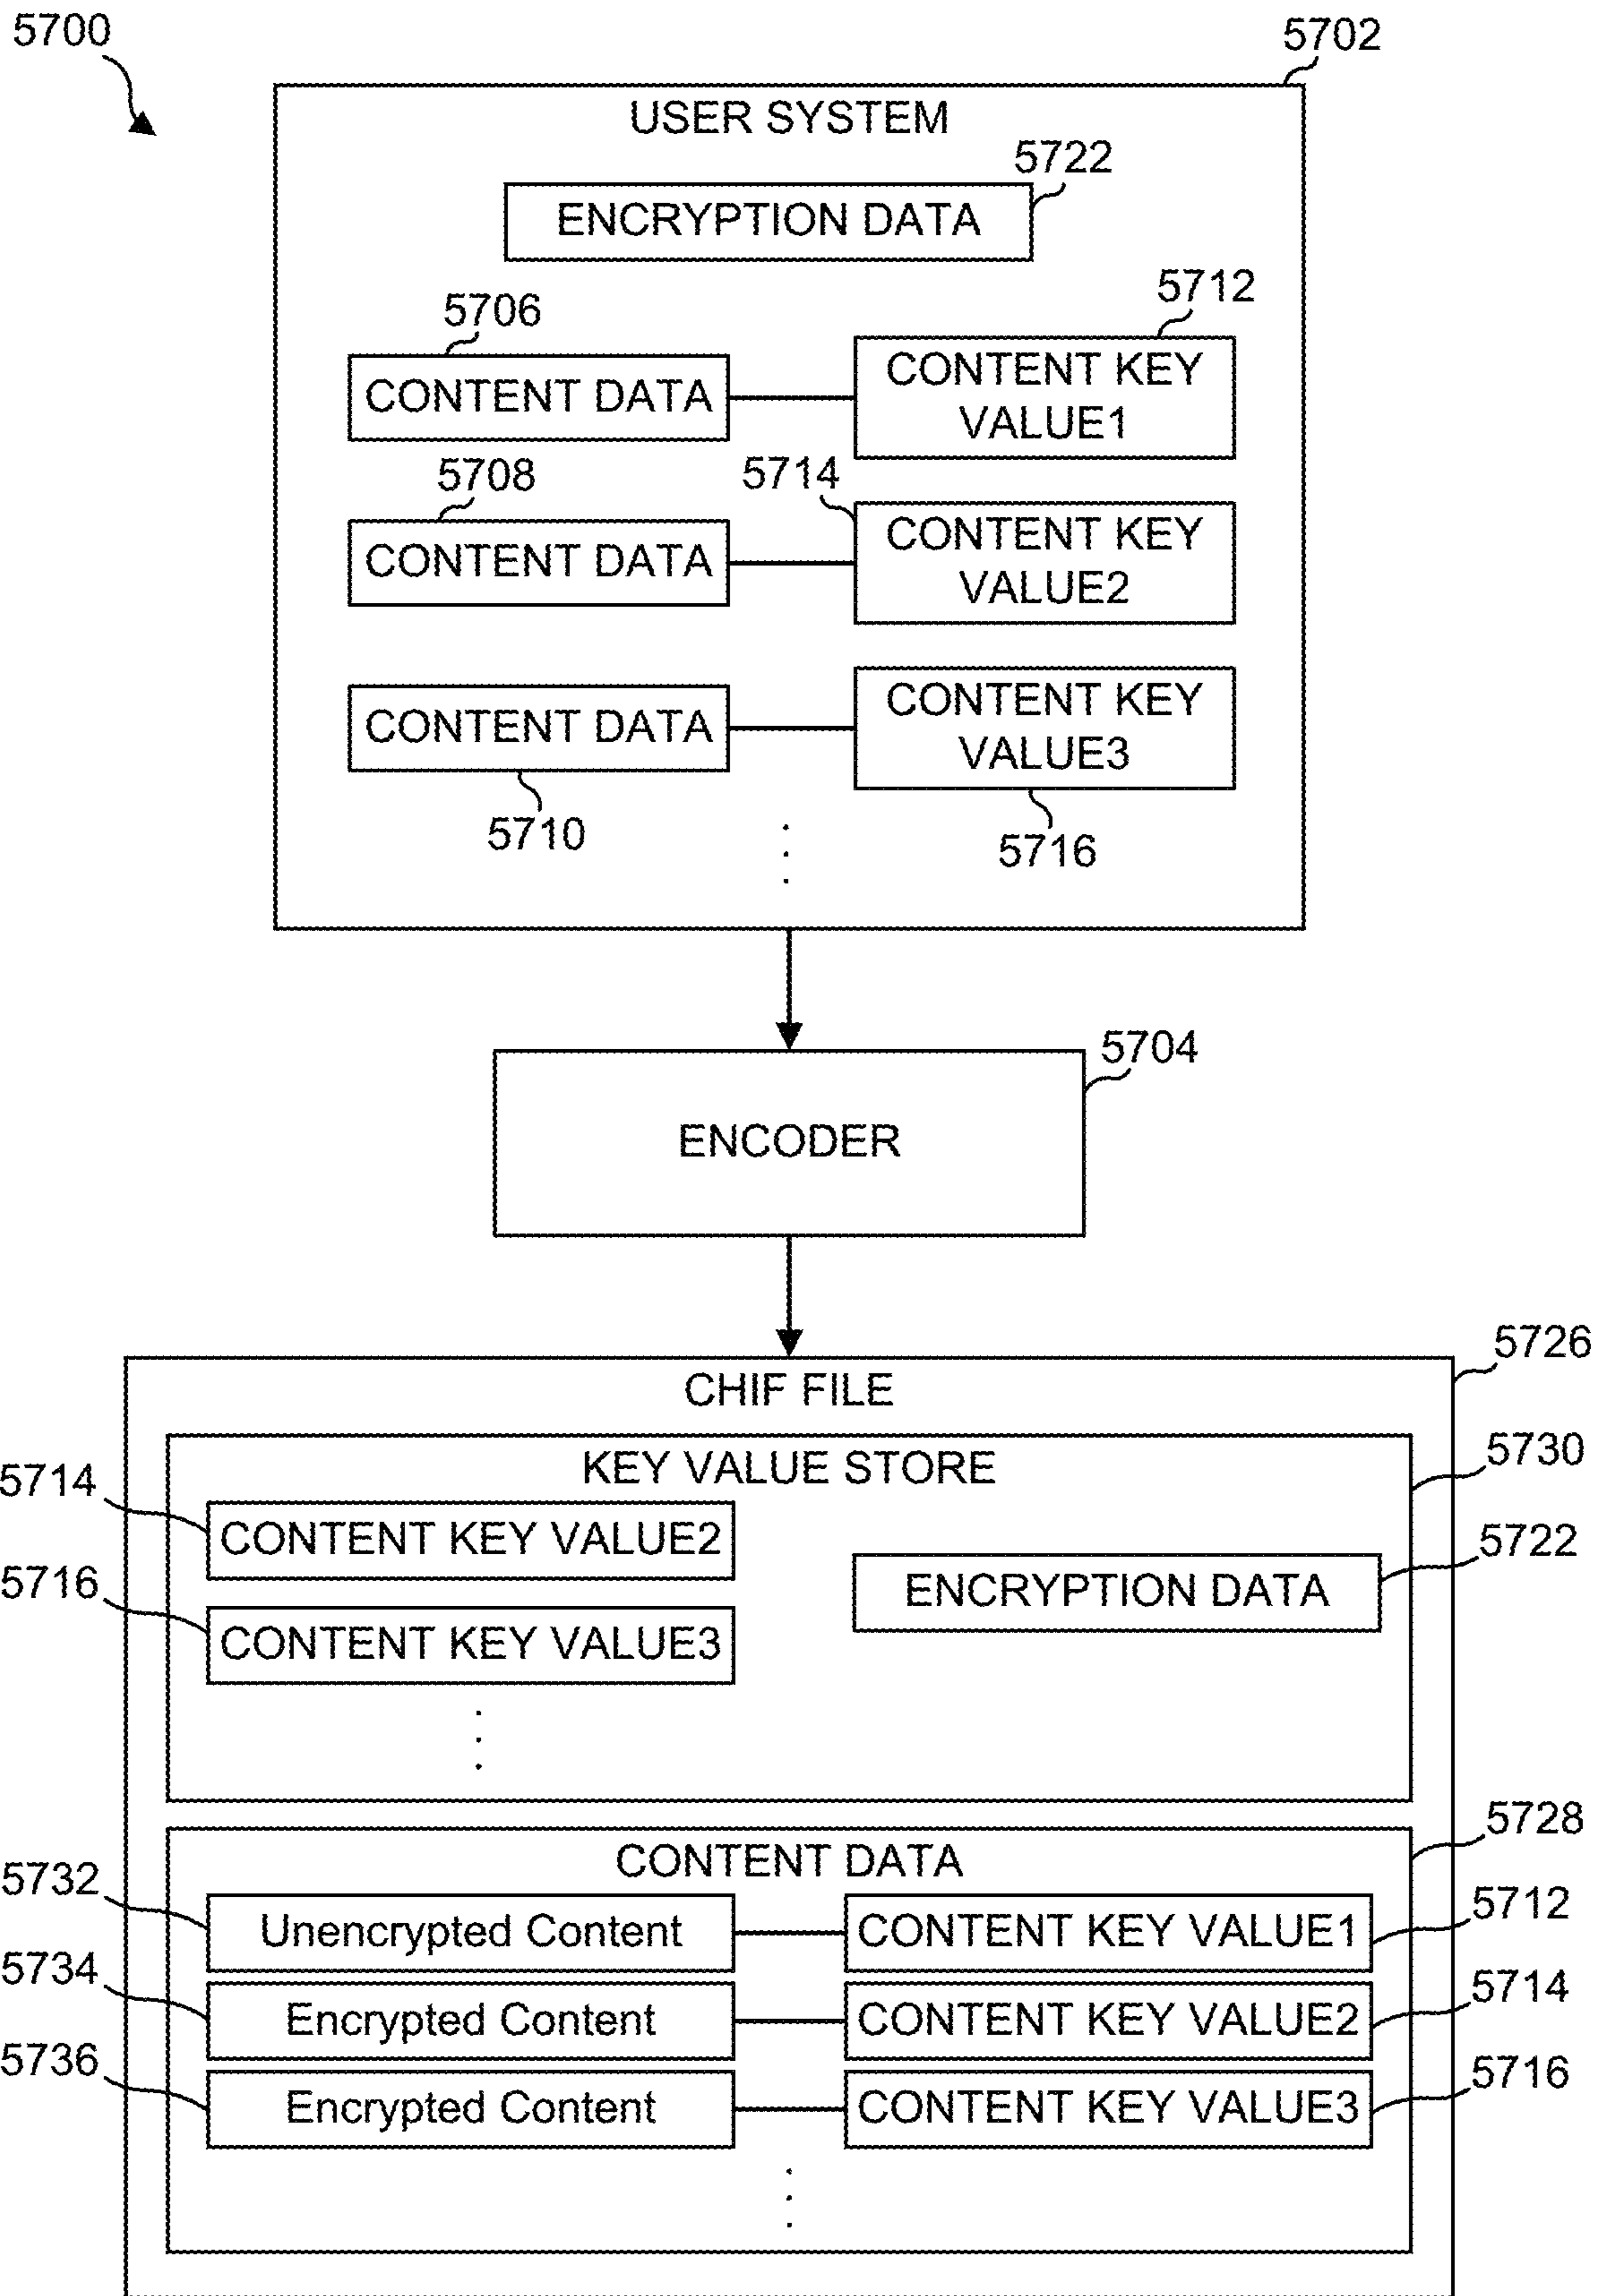 5700
5702
USER SYSTEM
5722
ENCRYPTION DATA
5706
5712
CONTENT DATA
CONTENT KEY
VALUE1
5708
5714
CONTENT DATA
CONTENT KEY
VALUE2
CONTENT DATA
CONTENT KEY
VALUE3
5710
5716
5704
ENCODER
5726
CHIF FILE
5730
KEY VALUE STORE
5714
CONTENT KEY VALUE2
5722
ENCRYPTION DATA
5716
CONTENT KEY VALUE3
5728
CONTENT DATA
5732
Unencrypted Content
CONTENT KEY VALUE1
5712
5734
Encrypted Content
CONTENT KEY VALUE2
5714
5736
Encrypted Content
CONTENT KEY VALUE3
5716